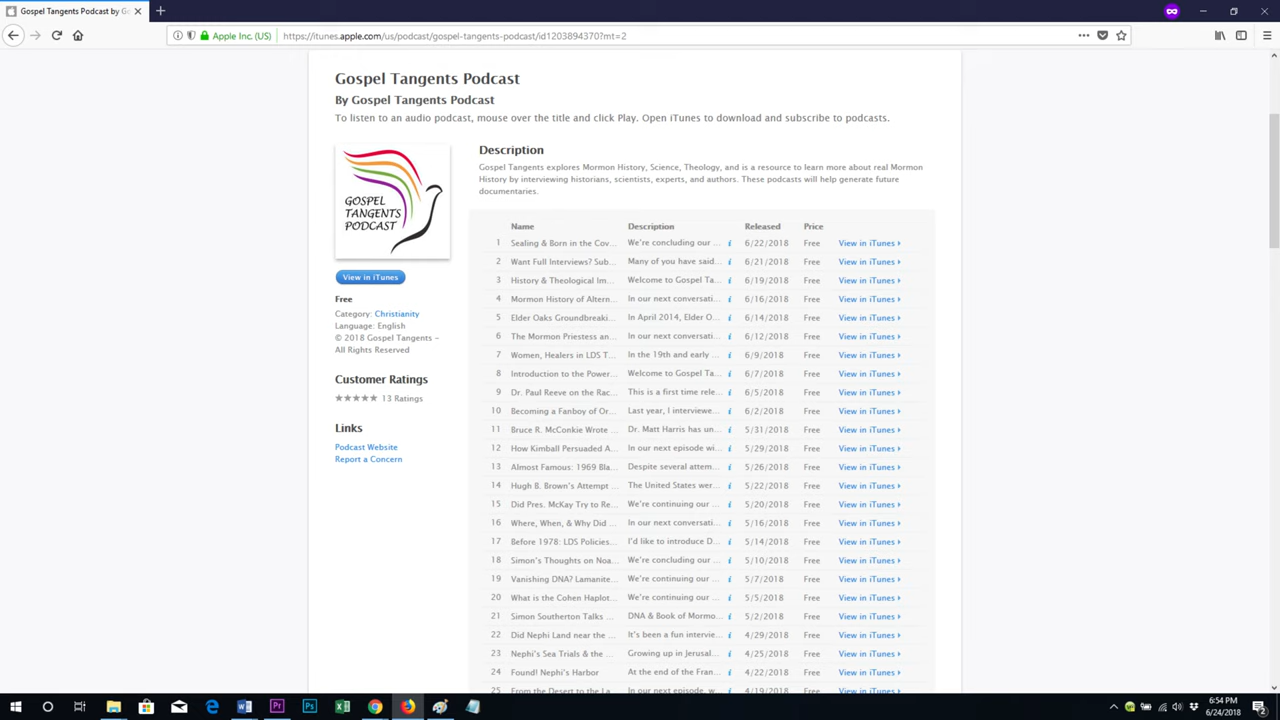 Gospel Tangents Podcast by Go
Apple Inc. (US)
https://itunes.apple.com/us/podcast/gospel-tangents-podcast/id1203894370?mt=2
Gospel Tangents Podcast
By Gospel Tangents Podcast
To listen to an audio podcast, mouse over the title and click Play. Open iTunes to download and subscribe to podcasts.
GOSPEL
TANGENTS
PODCAST
View in iTunes
Free
Category: Christianity
Language: English
© 2018 Gospel Tangents -
All Rights Reserved
Customer Ratings
★★★★★ 13 Ratings
Links
Podcast Website
Report a Concern
Description
Gospel Tangents explores Mormon History, Science, Theology, and is a resource to learn more about real Mormon
History by interviewing historians, scientists, experts, and authors. These podcasts will help generate future
documentaries.
Name Description Released Price
1 Sealing & Born in the Cov... We're concluding our ... i 6/22/2018 Free View in iTunes
2 Want Full Interviews? Sub... Many of you have said... i 6/21/2018 Free View in iTunes
3 History & Theological Im... Welcome to Gospel Ta... i 6/19/2018 Free View in iTunes
4 Mormon History of Altern... In our next conversati... i 6/16/2018 Free View in iTunes
5 Elder Oaks Groundbreaki... In April 2014, Elder O... i 6/14/2018 Free View in iTunes
6 The Mormon Priestess an... In our next conversati... i 6/12/2018 Free View in iTunes
7 Women, Healers in LDS T... In the 19th and early ... i 6/9/2018 Free View in iTunes
8 Introduction to the Power... Welcome to Gospel Ta... i 6/7/2018 Free View in iTunes
9 Dr. Paul Reeve on the Rac... This is a first time rele... i 6/5/2018 Free View in iTunes
10 Becoming a Fanboy of Or... Last year, I interviewe... i 6/2/2018 Free View in iTunes
11 Bruce R. McConkie Wrote ... Dr. Matt Harris has un... i 5/31/2018 Free View in iTunes
12 How Kimball Persuaded A... In our next episode wi... i 5/29/2018 Free View in iTunes
13 Almost Famous: 1969 Bla... Despite several attem... i 5/26/2018 Free View in iTunes
14 Hugh B. Brown's Attempt ... The United States wer... i 5/22/2018 Free View in iTunes
15 Did Pres. McKay Try to Re... We're continuing our ... i 5/20/2018 Free View in iTunes
16 Where, When, & Why Did ... In our next conversati... i 5/16/2018 Free View in iTunes
17 Before 1978: LDS Policies... I'd like to introduce D... i 5/14/2018 Free View in iTunes
18 Simon's Thoughts on Noa... We're concluding our ... i 5/10/2018 Free View in iTunes
19 Vanishing DNA? Lamanite... We're continuing our ... i 5/7/2018 Free View in iTunes
20 What is the Cohen Haplot... We're continuing our ... i 5/5/2018 Free View in iTunes
21 Simon Southerton Talks ... DNA & Book of Mormo... i 5/2/2018 Free View in iTunes
22 Did Nephi Land near the ... It's been a fun intervie... i 4/29/2018 Free View in iTunes
23 Nephi's Sea Trials & the ... Growing up in Jerusal... i 4/25/2018 Free View in iTunes
24 Found! Nephi's Harbor At the end of the Fran... i 4/22/2018 Free View in iTunes
25 From the Desert to the La... In our next episode, w... i 4/19/2018 Free View in iTunes
6:54 PM
6/24/2018